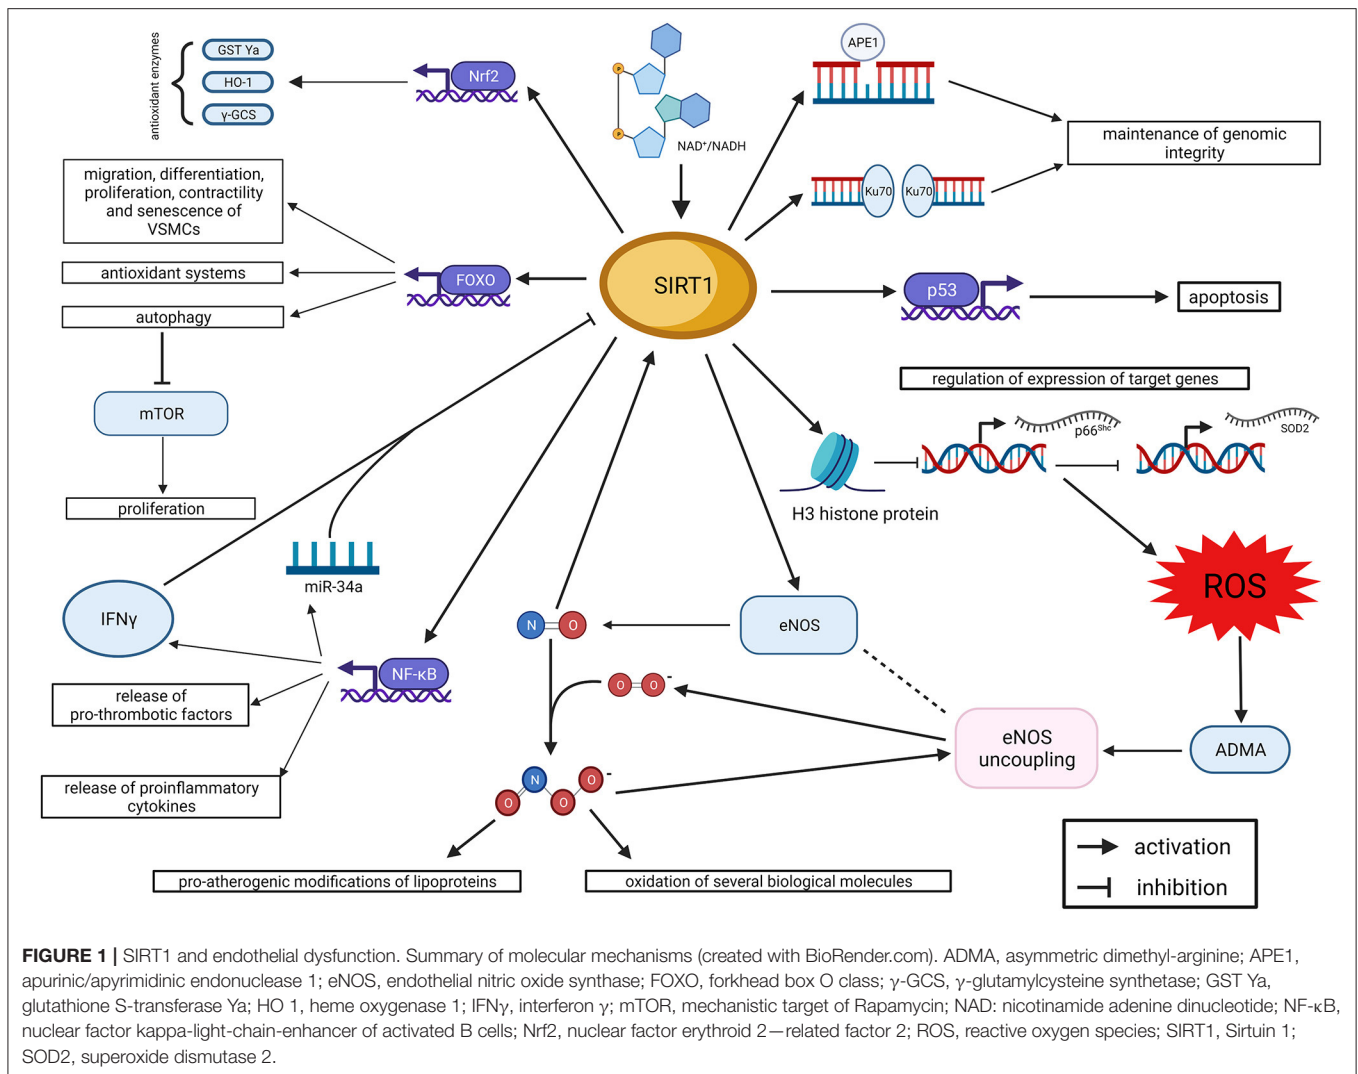 antioxidant enzymes
GST Ya
HO-1
γ-GCS
Nrf2
P
P
NAD⁺/NADH
APE1
Ku70
Ku70
maintenance of genomic
integrity
migration, differentiation,
proliferation, contractility
and senescence of
VSMCs
antioxidant systems
autophagy
FOXO
SIRT1
p53
apoptosis
mTOR
proliferation
regulation of expression of target genes
p66ˢʰᶜ
SOD2
H3 histone protein
ROS
miR-34a
IFNγ
NF-κB
release of
pro-thrombotic factors
release of proinflammatory
cytokines
N O
eNOS
O O -
eNOS
uncoupling
ADMA
N O -
O O
pro-atherogenic modifications of lipoproteins
oxidation of several biological molecules
activation
inhibition
FIGURE 1 | SIRT1 and endothelial dysfunction. Summary of molecular mechanisms (created with BioRender.com). ADMA, asymmetric dimethyl-arginine; APE1,
apurinic/apyrimidinic endonuclease 1; eNOS, endothelial nitric oxide synthase; FOXO, forkhead box O class; γ-GCS, γ-glutamylcysteine synthetase; GST Ya,
glutathione S-transferase Ya; HO 1, heme oxygenase 1; IFNγ, interferon γ; mTOR, mechanistic target of Rapamycin; NAD: nicotinamide adenine dinucleotide; NF-κB,
nuclear factor kappa-light-chain-enhancer of activated B cells; Nrf2, nuclear factor erythroid 2—related factor 2; ROS, reactive oxygen species; SIRT1, Sirtuin 1;
SOD2, superoxide dismutase 2.